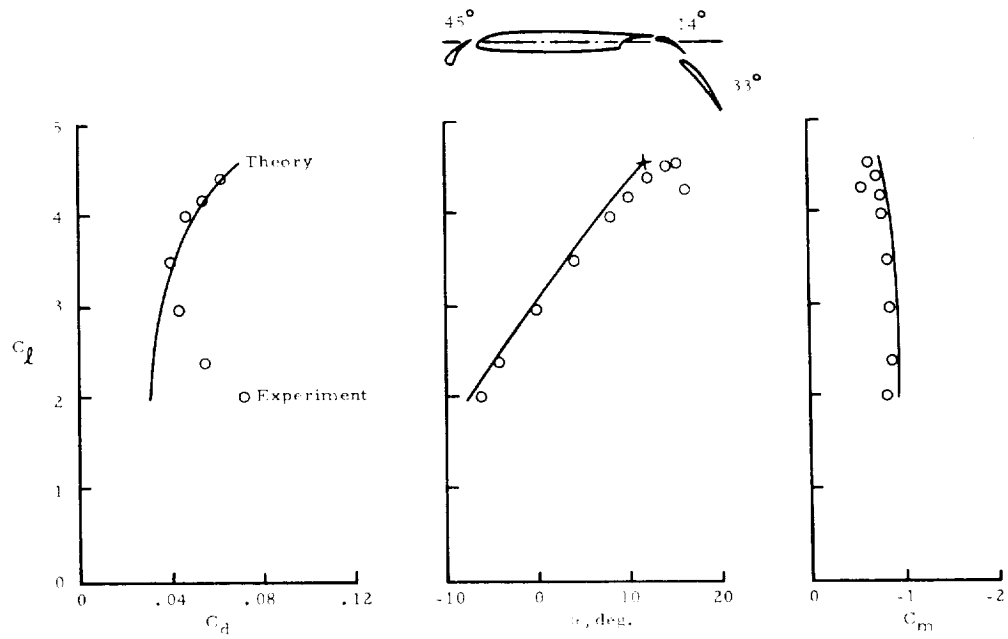 45°
14°
33°
5
4
3
2
1
0
C_l
Theory
Experiment
0 .04 .08 .12
C_d
-10 0 10 20
α, deg.
0 -1 -2
C_m